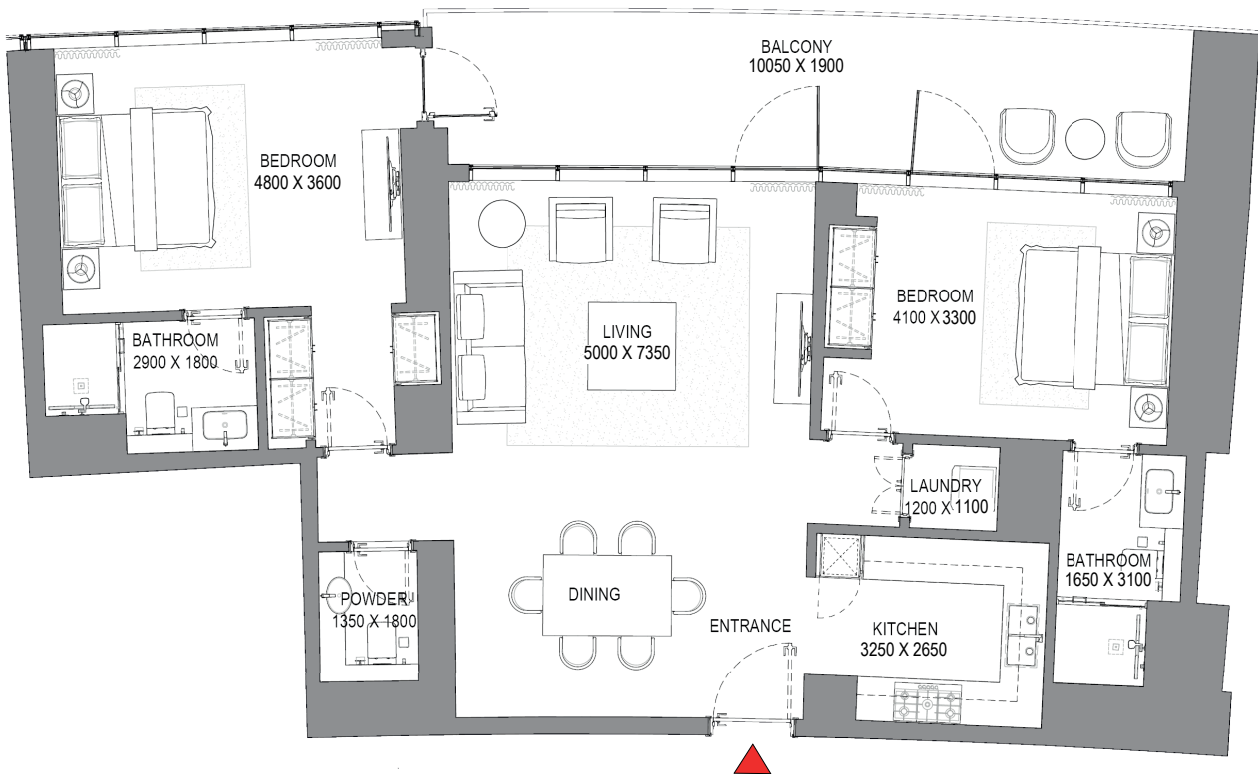 BALCONY
10050 X 1900
BEDROOM
4800 X 3600
BEDROOM
4100 X 3300
LIVING
5000 X 7350
BATHROOM
2900 X 1800
LAUNDRY
1200 X 1100
BATHROOM
1650 X 3100
POWDER
1350 X 1800
DINING
ENTRANCE
KITCHEN
3250 X 2650